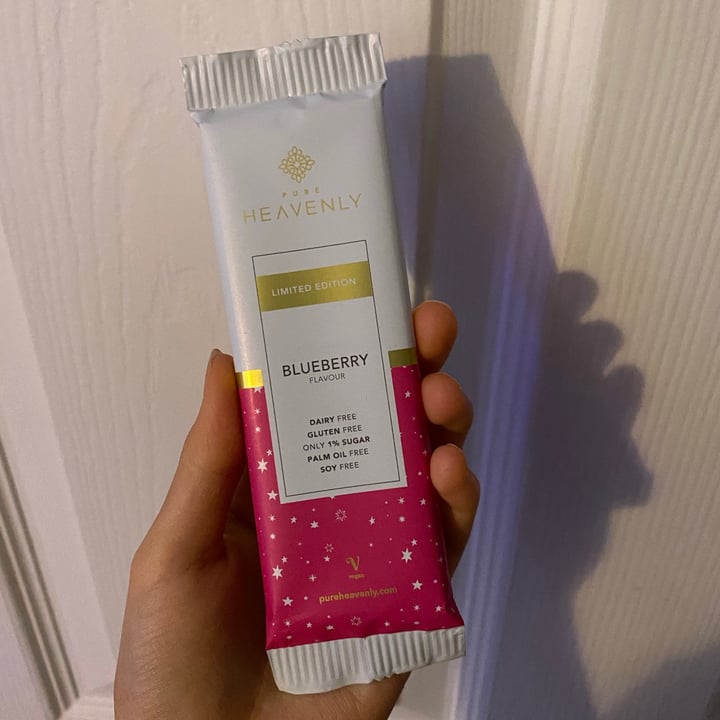 PURE
HEAVENLY
LIMITED EDITION
BLUEBERRY
FLAVOUR
DAIRY FREE
GLUTEN FREE
ONLY 1% SUGAR
PALM OIL FREE
SOY FREE
V
vegan
pureheavenly.com